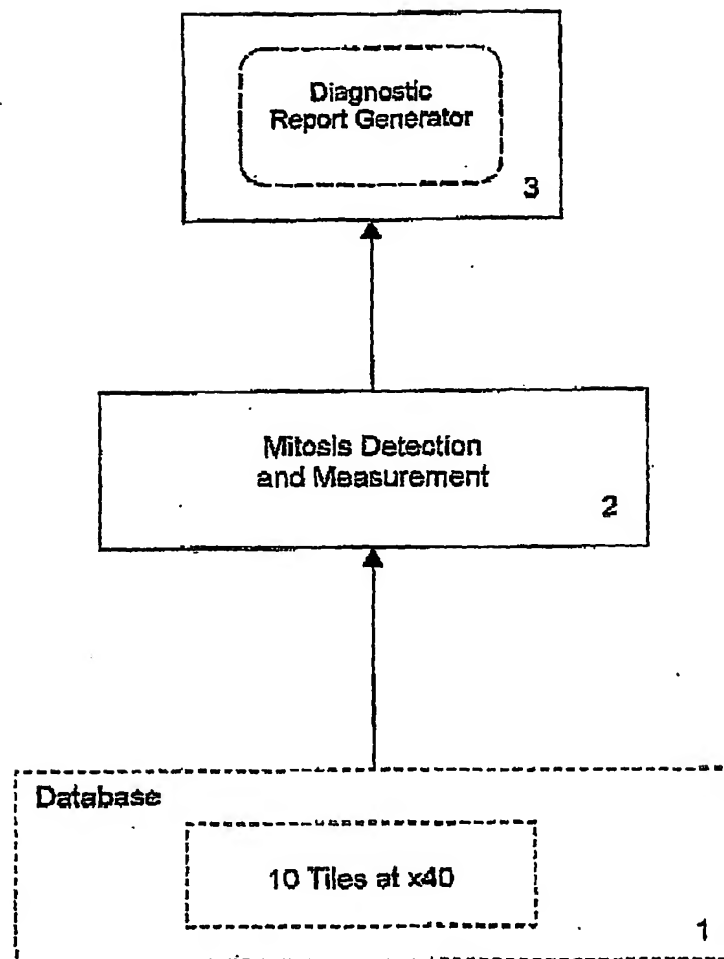 Diagnostic
Report Generator
3
Mitosis Detection
and Measurement
2
Database
10 Tiles at x40
1